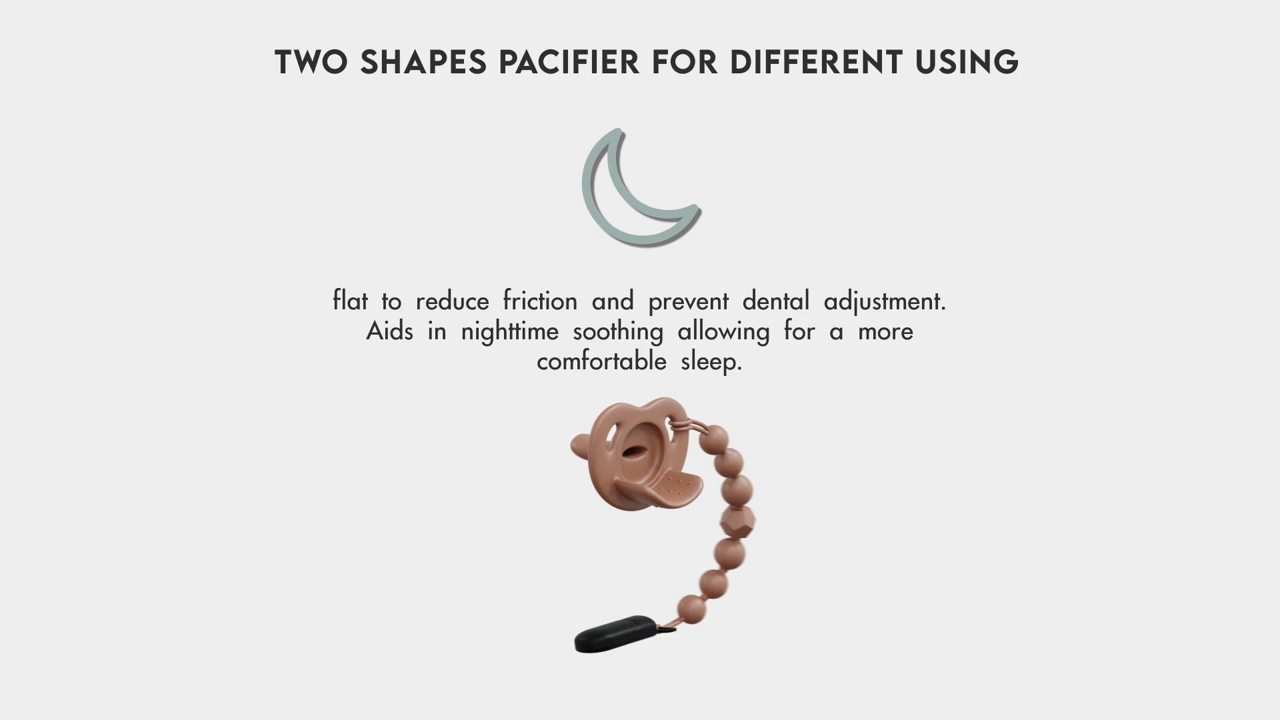 TWO SHAPES PACIFIER FOR DIFFERENT USING
flat to reduce friction and prevent dental adjustment.
Aids in nighttime soothing allowing for a more
comfortable sleep.